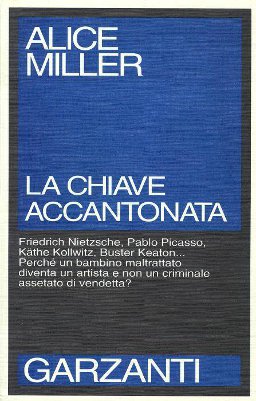 ALICE
MILLER
LA CHIAVE
ACCANTONATA
Friedrich Nietzsche, Pablo Picasso,
Käthe Kollwitz, Buster Keaton...
Perché un bambino maltrattato
diventa un artista e non un criminale
assetato di vendetta?
GARZANTI